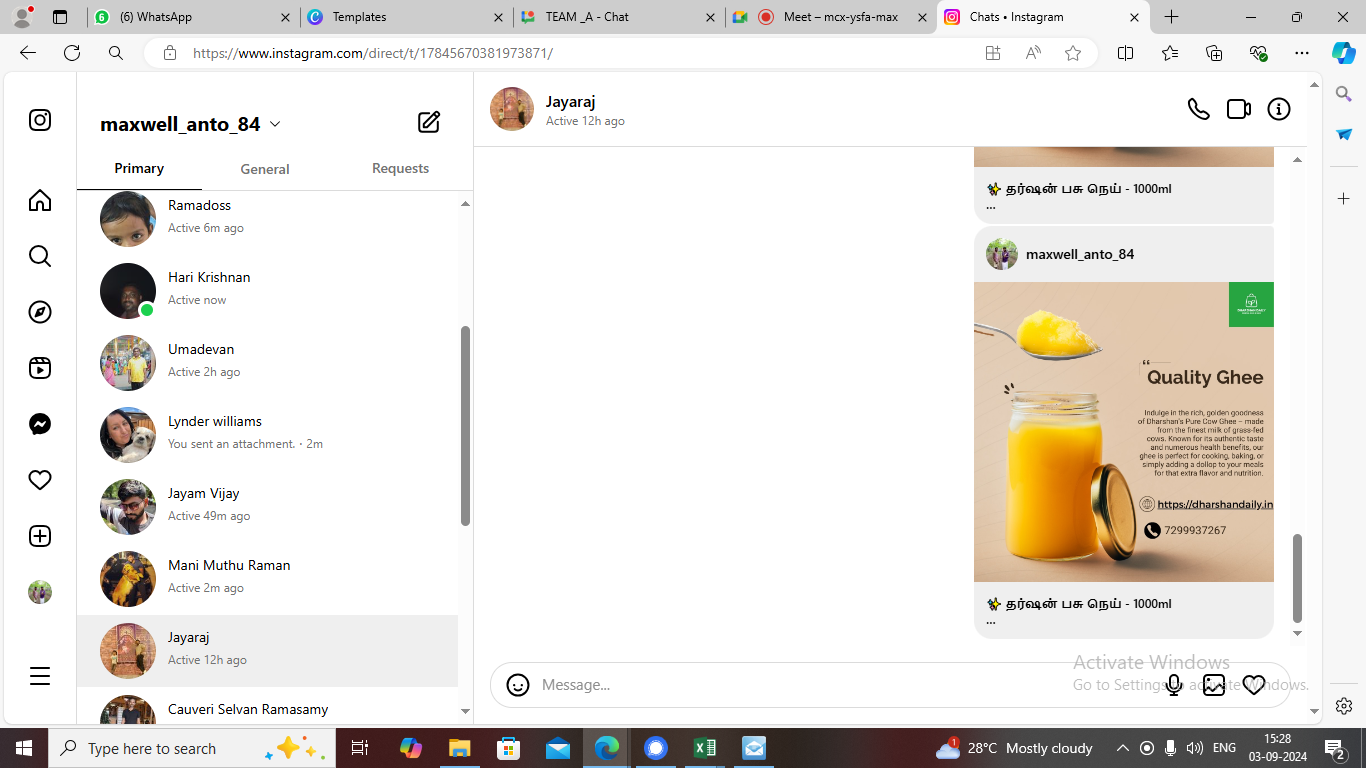 (6) WhatsApp
Templates
TEAM _A - Chat
Meet – mcx-ysfa-max
Chats • Instagram
https://www.instagram.com/direct/t/17845670381973871/
maxwell_anto_84
Primary
General
Requests
Ramadoss
Active 6m ago
Hari Krishnan
Active now
Umadevan
Active 2h ago
Lynder williams
You sent an attachment. · 2m
Jayam Vijay
Active 49m ago
Mani Muthu Raman
Active 2m ago
Jayaraj
Active 12h ago
Cauveri Selvan Ramasamy
Jayaraj
Active 12h ago
✨ தர்ஷன் பசு நெய் - 1000ml
...
maxwell_anto_84
DHARSHAN DAILY
“ Quality Ghee
Indulge in the rich, golden goodness
of Dharshan's Pure Cow Ghee – made
from the finest milk of grass-fed
cows. Known for its authentic taste
and numerous health benefits, our
ghee is perfect for cooking, baking, or
simply adding a dollop to your meals
for that extra flavor and nutrition.
https://dharshandaily.in
7299937267
✨ தர்ஷன் பசு நெய் - 1000ml
...
Message...
Activate Windows
Go to Settings to activate Windows.
Type here to search
1
28°C Mostly cloudy
ENG
15:28
03-09-2024
2